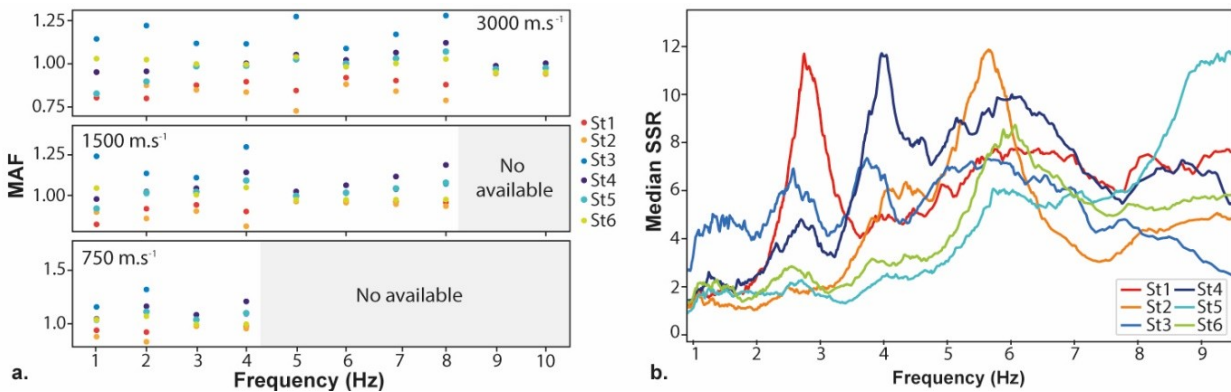 1.25
1.00
0.75
3000 m.s⁻¹
1.25
1.00
1500 m.s⁻¹
No
available
1.5
1.0
750 m.s⁻¹
No available
MAF
St1
St2
St3
St4
St5
St6
1 2 3 4 5 6 7 8 9 10
a. Frequency (Hz)
12
10
8
6
4
2
0
Median SSR
St1 St4
St2 St5
St3 St6
1 2 3 4 5 6 7 8 9
b. Frequency (Hz)